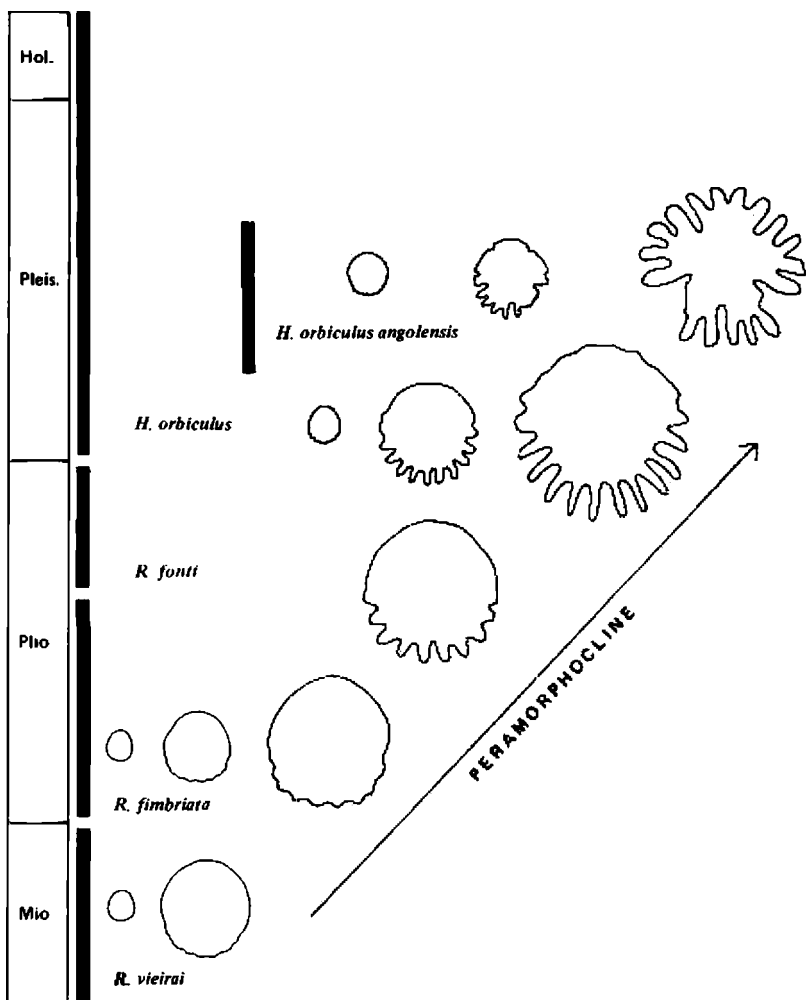 Hol.
Pleis.
H. orbiculus angolensis
H. orbiculus
R. fonti
Plio
PERAMORPHOCLINE
R. fimbriata
Mio
R. vieirai